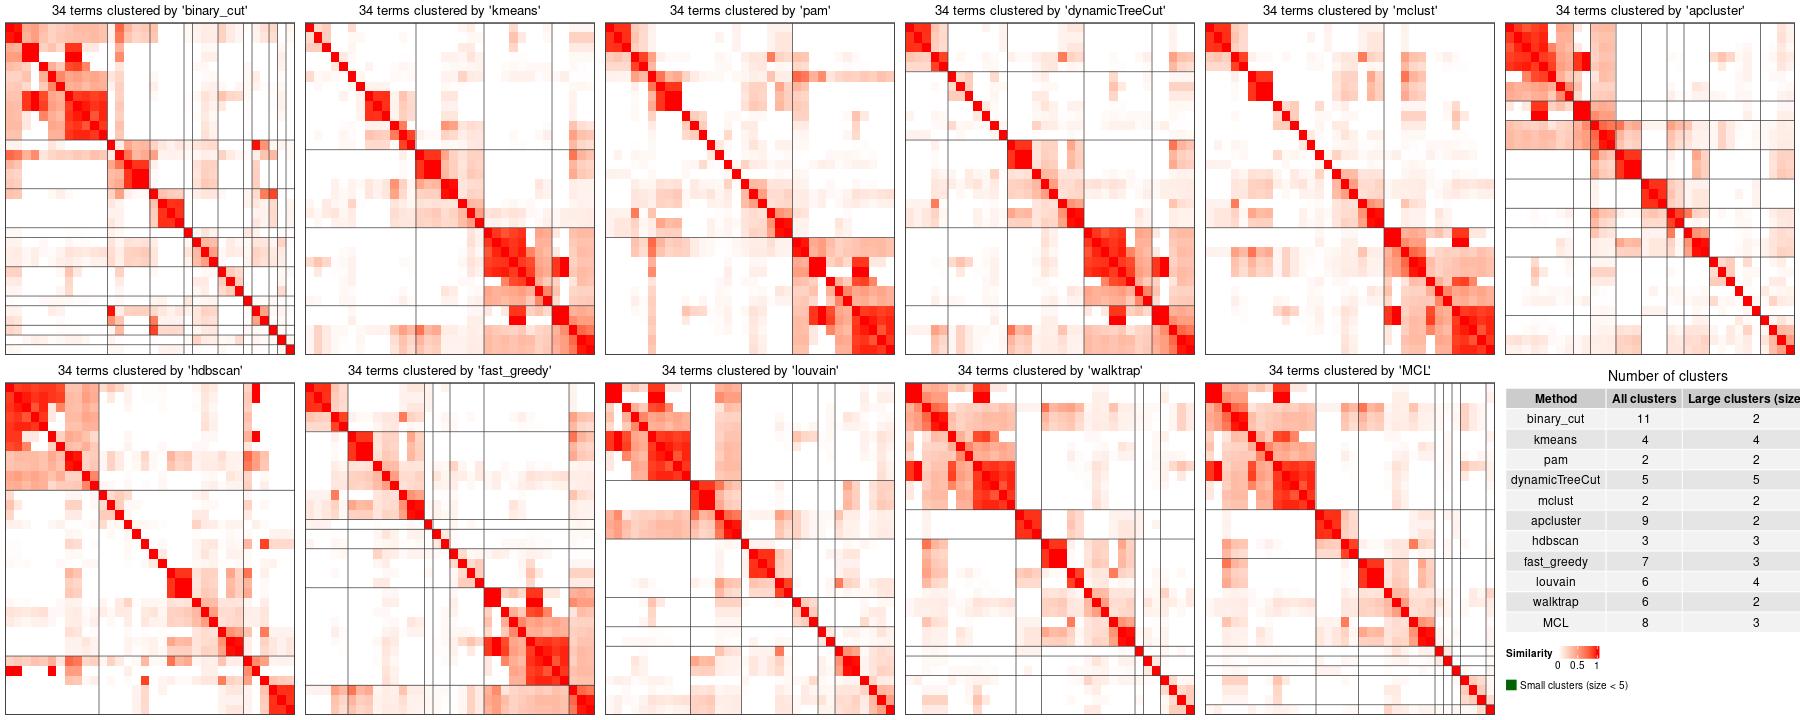 34 terms clustered by 'binary_cut'
34 terms clustered by 'kmeans'
34 terms clustered by 'pam'
34 terms clustered by 'dynamicTreeCut'
34 terms clustered by 'mclust'
34 terms clustered by 'apcluster'
34 terms clustered by 'hdbscan'
34 terms clustered by 'fast_greedy'
34 terms clustered by 'louvain'
34 terms clustered by 'walktrap'
34 terms clustered by 'MCL'
Number of clusters
Method All clusters Large clusters (size
binary_cut 11 2
kmeans 4 4
pam 2 2
dynamicTreeCut 5 5
mclust 2 2
apcluster 9 2
hdbscan 3 3
fast_greedy 7 3
louvain 6 4
walktrap 6 2
MCL 8 3
Similarity
0 0.5 1
Small clusters (size < 5)